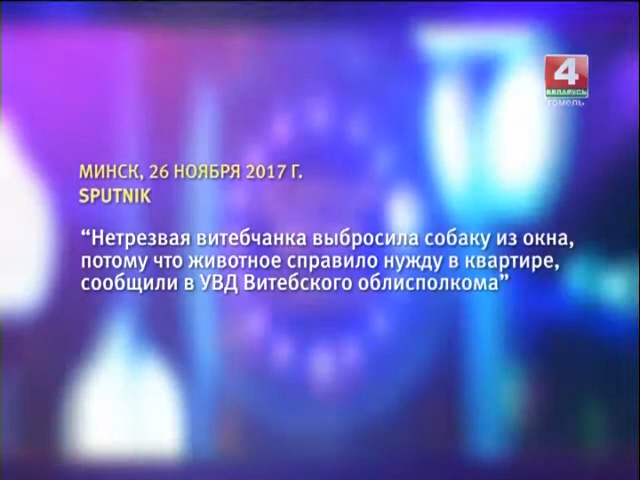 4
БЕЛАРУСЬ
ГОМЕЛЬ
МИНСК, 26 НОЯБРЯ 2017 Г.
SPUTNIK
“Нетрезвая витебчанка выбросила собаку из окна,
потому что животное справило нужду в квартире,
сообщили в УВД Витебского облисполкома”